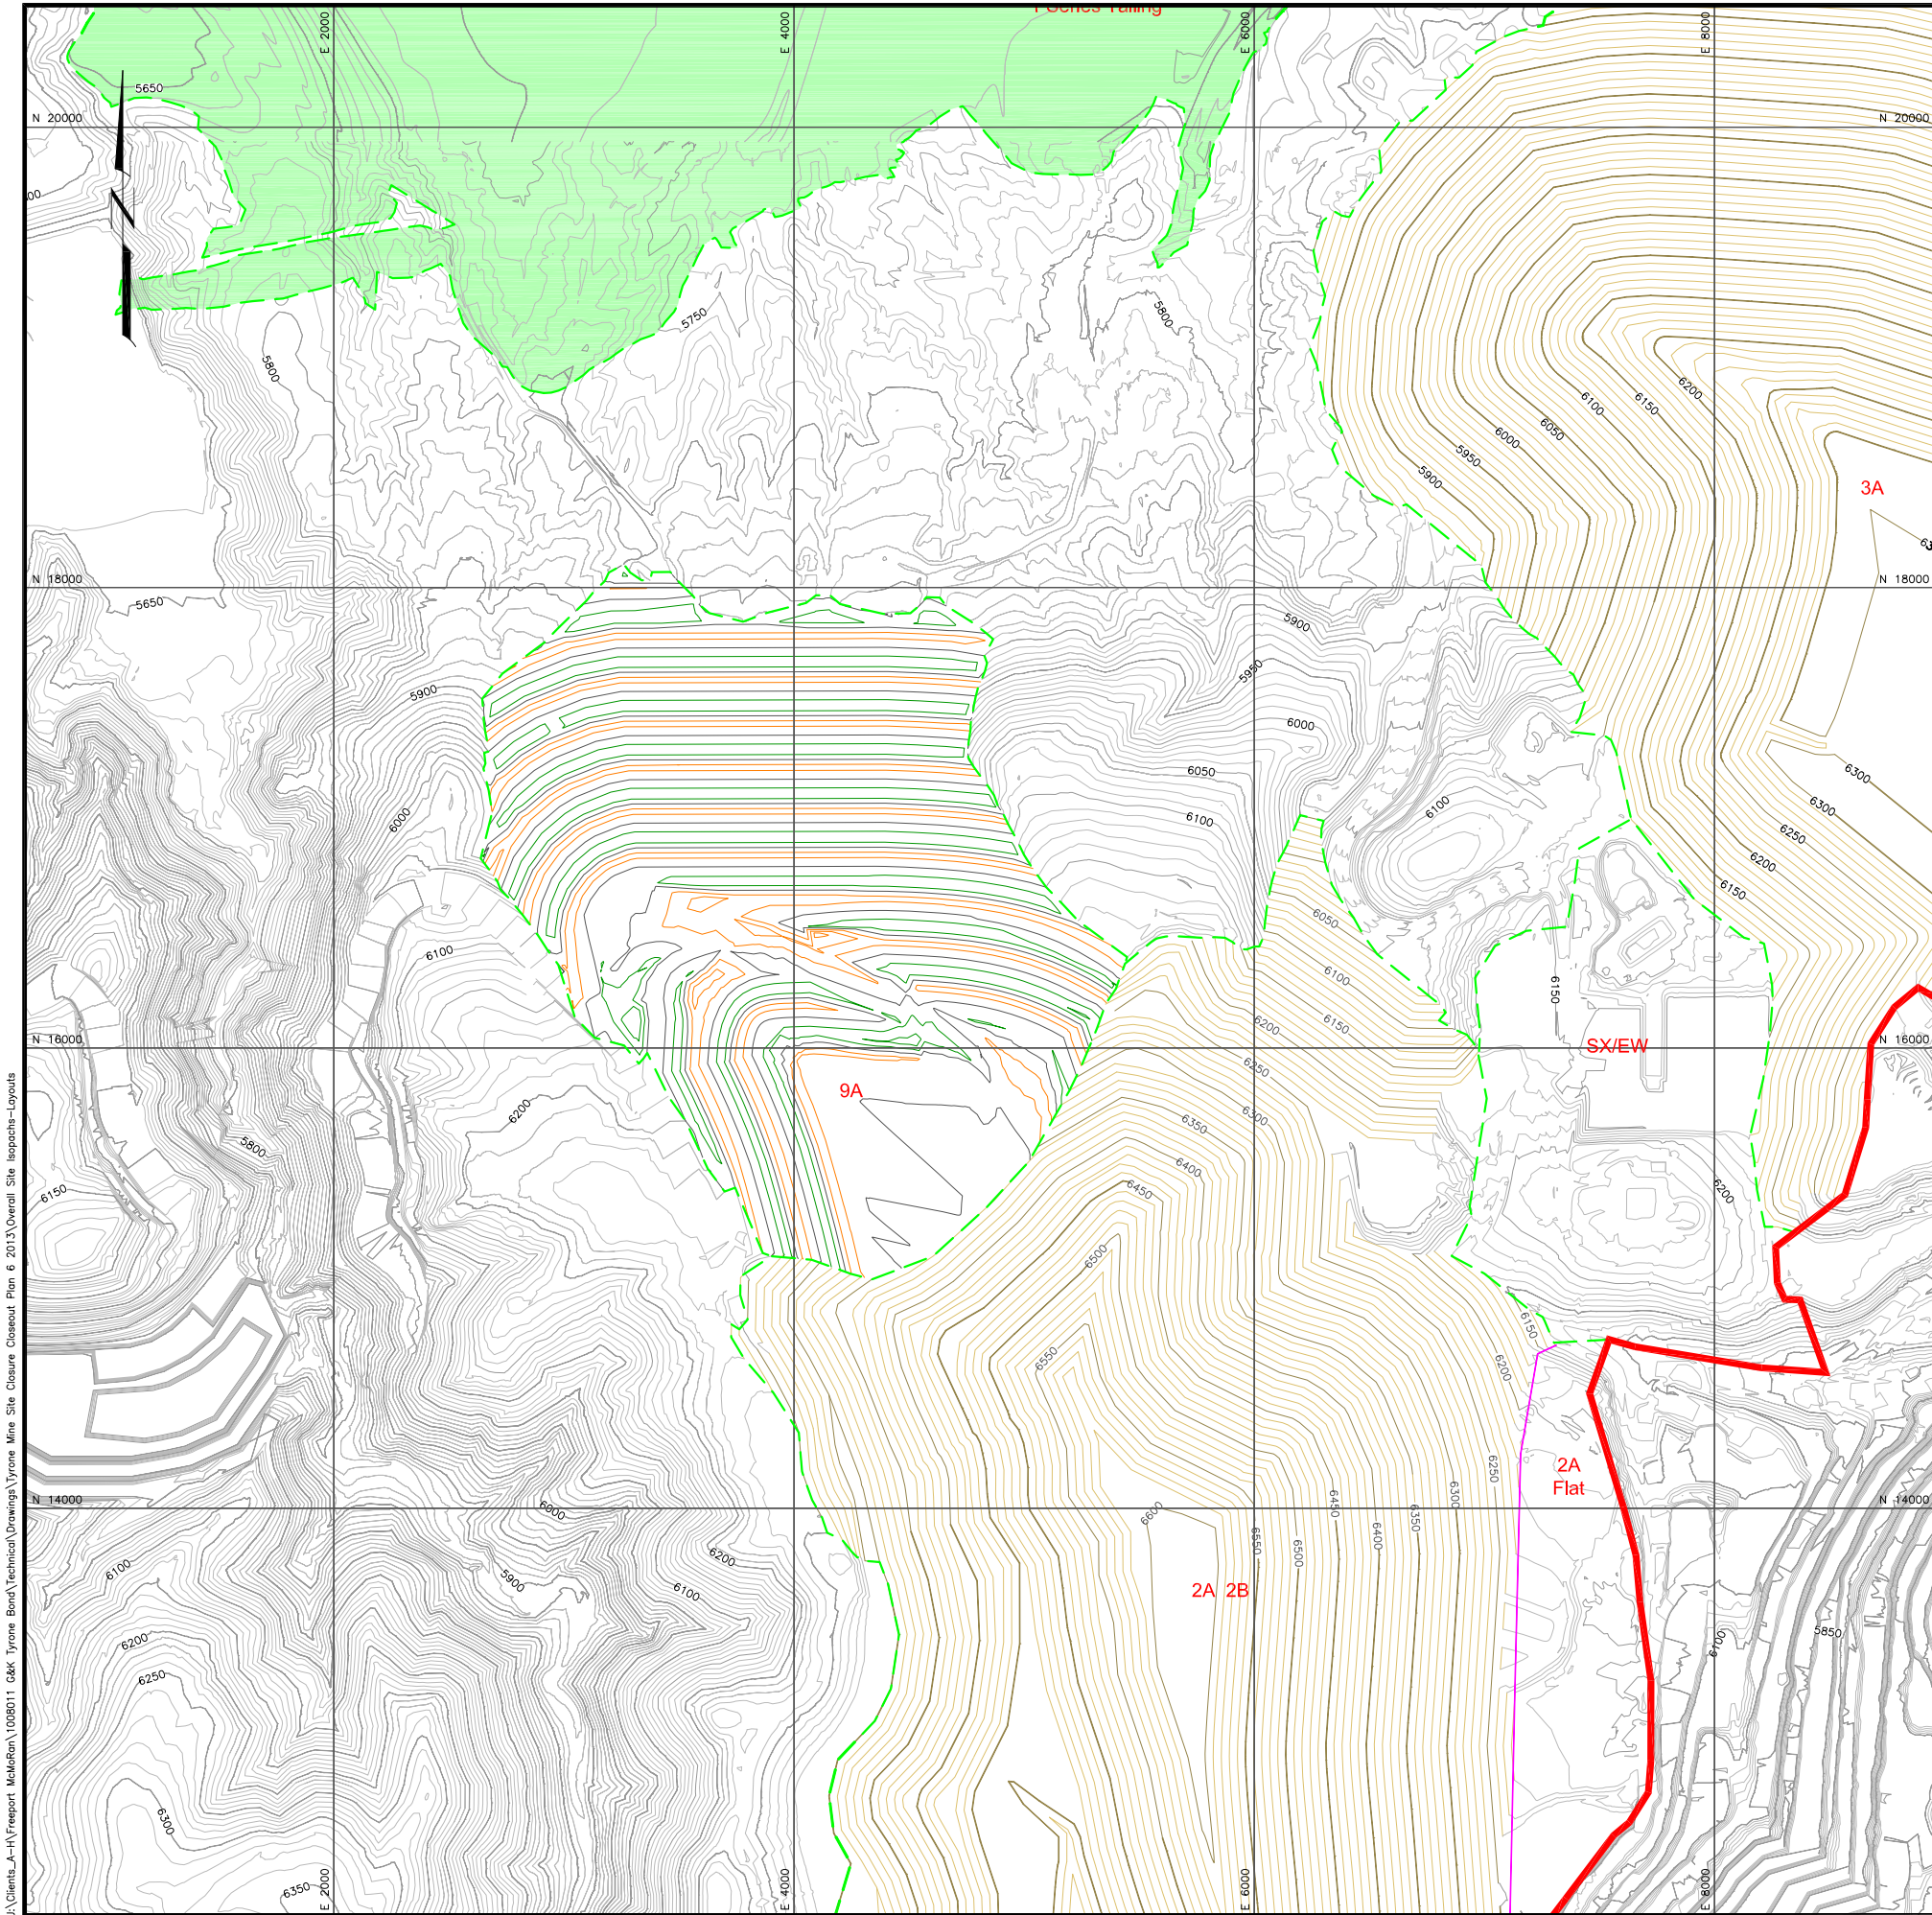 E 2000
E 4000
E 6000
E 8000
5650
N 20000
N 20000
5750
5800
5800
6200
6100
6150
6050
6000
5950
5900
3A
N 18000
N 18000
5650
5900
5950
5900
6000
6050
6300
6000
6100
6100
6300
6250
6200
6150
6050
6100
6100
6150
6200
6150
N 16000
SX/EW
N 16000
6250
9A
6200
6300
6350
5800
6400
6450
6150
6200
6500
6150
6550
6200
2A
Flat
6250
N 14000
6000
6600
6450
6300
6350
N 14000
6550
6500
6400
6100
6200
5900
6100
2A 2B
6200
6100
5850
6250
6300
6350
E 2000
E 4000
E 6000
E 8000
J:\Clients_A-H\Freeport McMoRan\1008011 G&K Tyrone Bond\Technical\Drawings\Tyrone Mine Site Closure Closeout Plan 6 2013\Overall Site Isopachs-Layouts